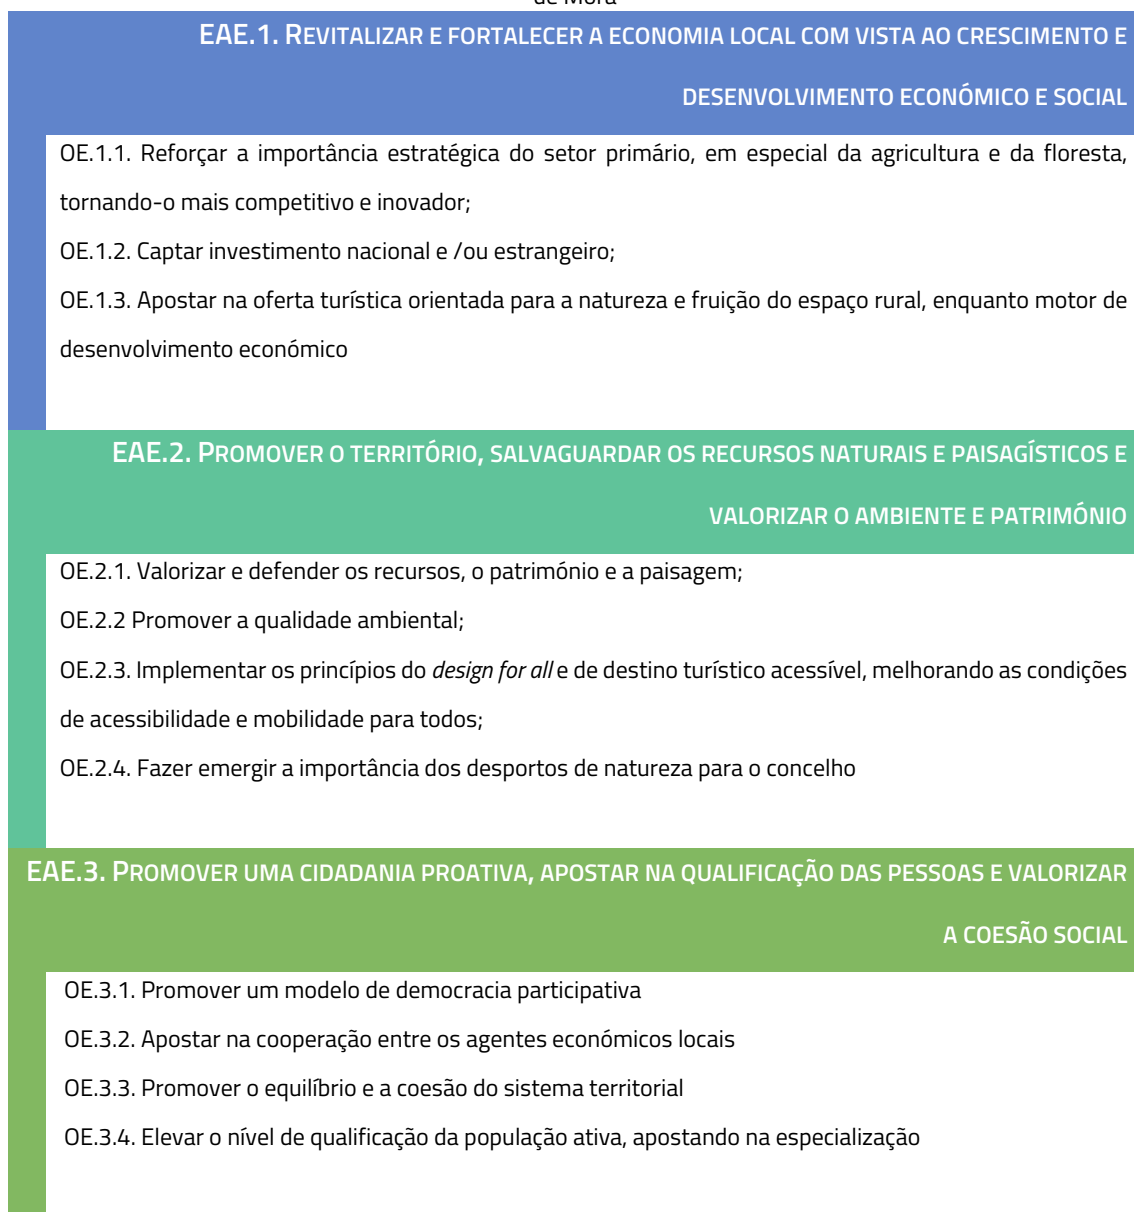 de Mora
EAE.1. REVITALIZAR E FORTALECER A ECONOMIA LOCAL COM VISTA AO CRESCIMENTO E
DESENVOLVIMENTO ECONÓMICO E SOCIAL
OE.1.1. Reforçar a importância estratégica do setor primário, em especial da agricultura e da floresta,
tornando-o mais competitivo e inovador;
OE.1.2. Captar investimento nacional e /ou estrangeiro;
OE.1.3. Apostar na oferta turística orientada para a natureza e fruição do espaço rural, enquanto motor de
desenvolvimento económico
EAE.2. PROMOVER O TERRITÓRIO, SALVAGUARDAR OS RECURSOS NATURAIS E PAISAGÍSTICOS E
VALORIZAR O AMBIENTE E PATRIMÓNIO
OE.2.1. Valorizar e defender os recursos, o património e a paisagem;
OE.2.2 Promover a qualidade ambiental;
OE.2.3. Implementar os princípios do design for all e de destino turístico acessível, melhorando as condições
de acessibilidade e mobilidade para todos;
OE.2.4. Fazer emergir a importância dos desportos de natureza para o concelho
EAE.3. PROMOVER UMA CIDADANIA PROATIVA, APOSTAR NA QUALIFICAÇÃO DAS PESSOAS E VALORIZAR
A COESÃO SOCIAL
OE.3.1. Promover um modelo de democracia participativa
OE.3.2. Apostar na cooperação entre os agentes económicos locais
OE.3.3. Promover o equilíbrio e a coesão do sistema territorial
OE.3.4. Elevar o nível de qualificação da população ativa, apostando na especialização